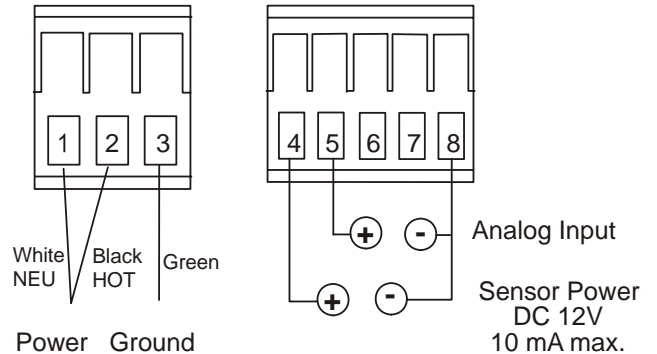 1 2 3
4 5 6 7 8
White Black Green
NEU HOT
Power Ground
+ - Analog Input
+ - Sensor Power
DC 12V
10 mA max.